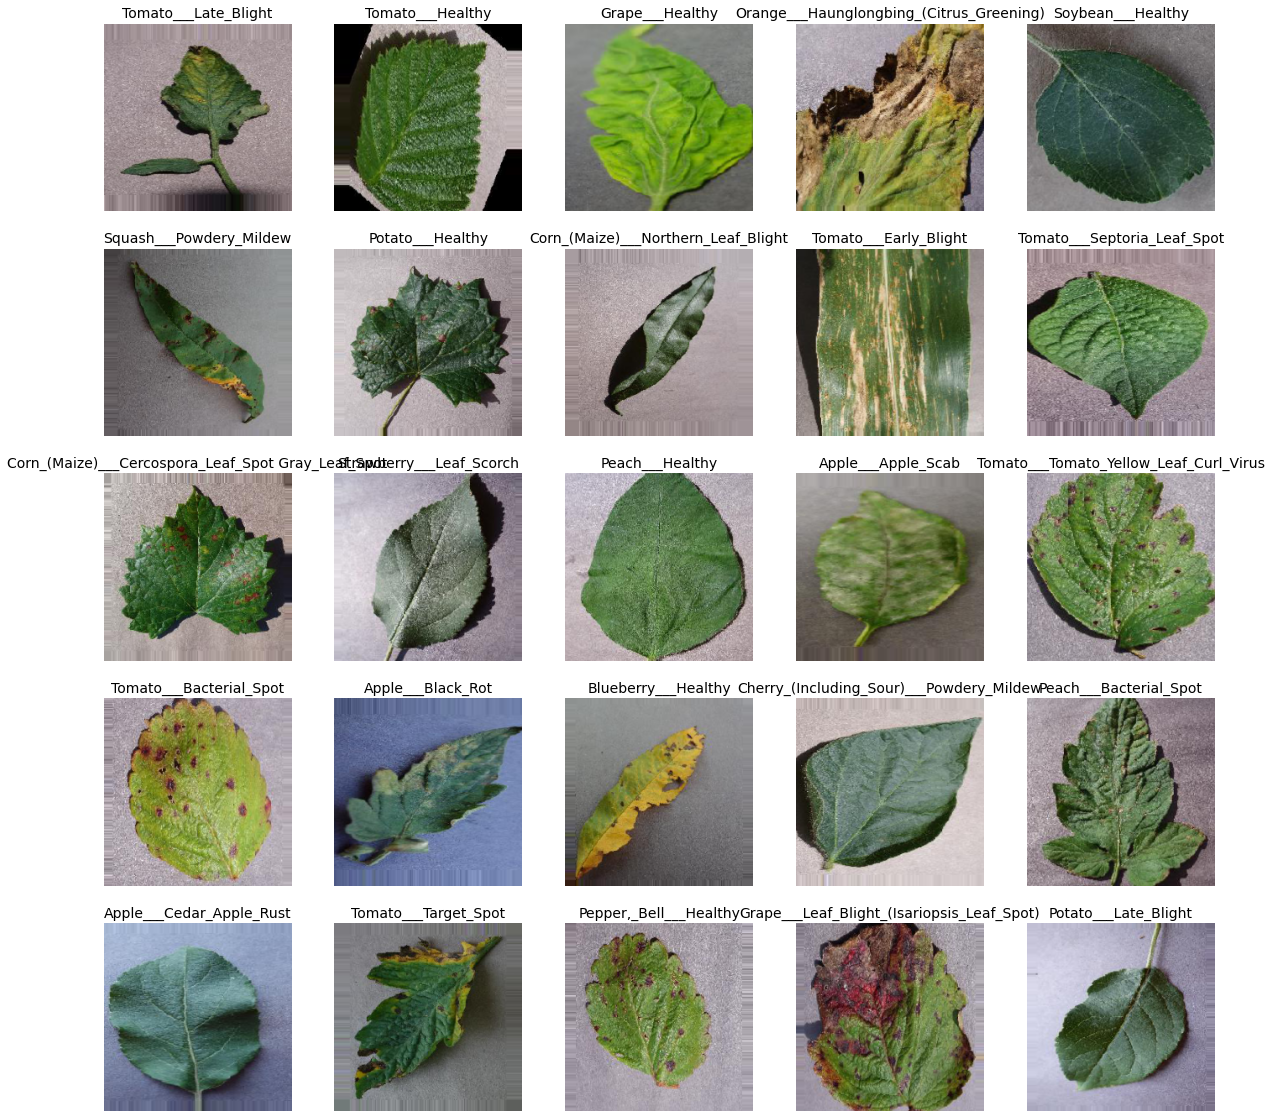 Tomato___Late_Blight
Tomato___Healthy
Grape___Healthy
Orange___Haunglongbing_(Citrus_Greening)
Soybean___Healthy
Squash___Powdery_Mildew
Potato___Healthy
Corn_(Maize)___Northern_Leaf_Blight
Tomato___Early_Blight
Tomato___Septoria_Leaf_Spot
Corn_(Maize)___Cercospora_Leaf_Spot Gray_Leaf_Spot
Strawberry___Leaf_Scorch
Peach___Healthy
Apple___Apple_Scab
Tomato___Tomato_Yellow_Leaf_Curl_Virus
Tomato___Bacterial_Spot
Apple___Black_Rot
Blueberry___Healthy
Cherry_(Including_Sour)___Powdery_Mildew
Peach___Bacterial_Spot
Apple___Cedar_Apple_Rust
Tomato___Target_Spot
Pepper,_Bell___Healthy
Grape___Leaf_Blight_(Isariopsis_Leaf_Spot)
Potato___Late_Blight